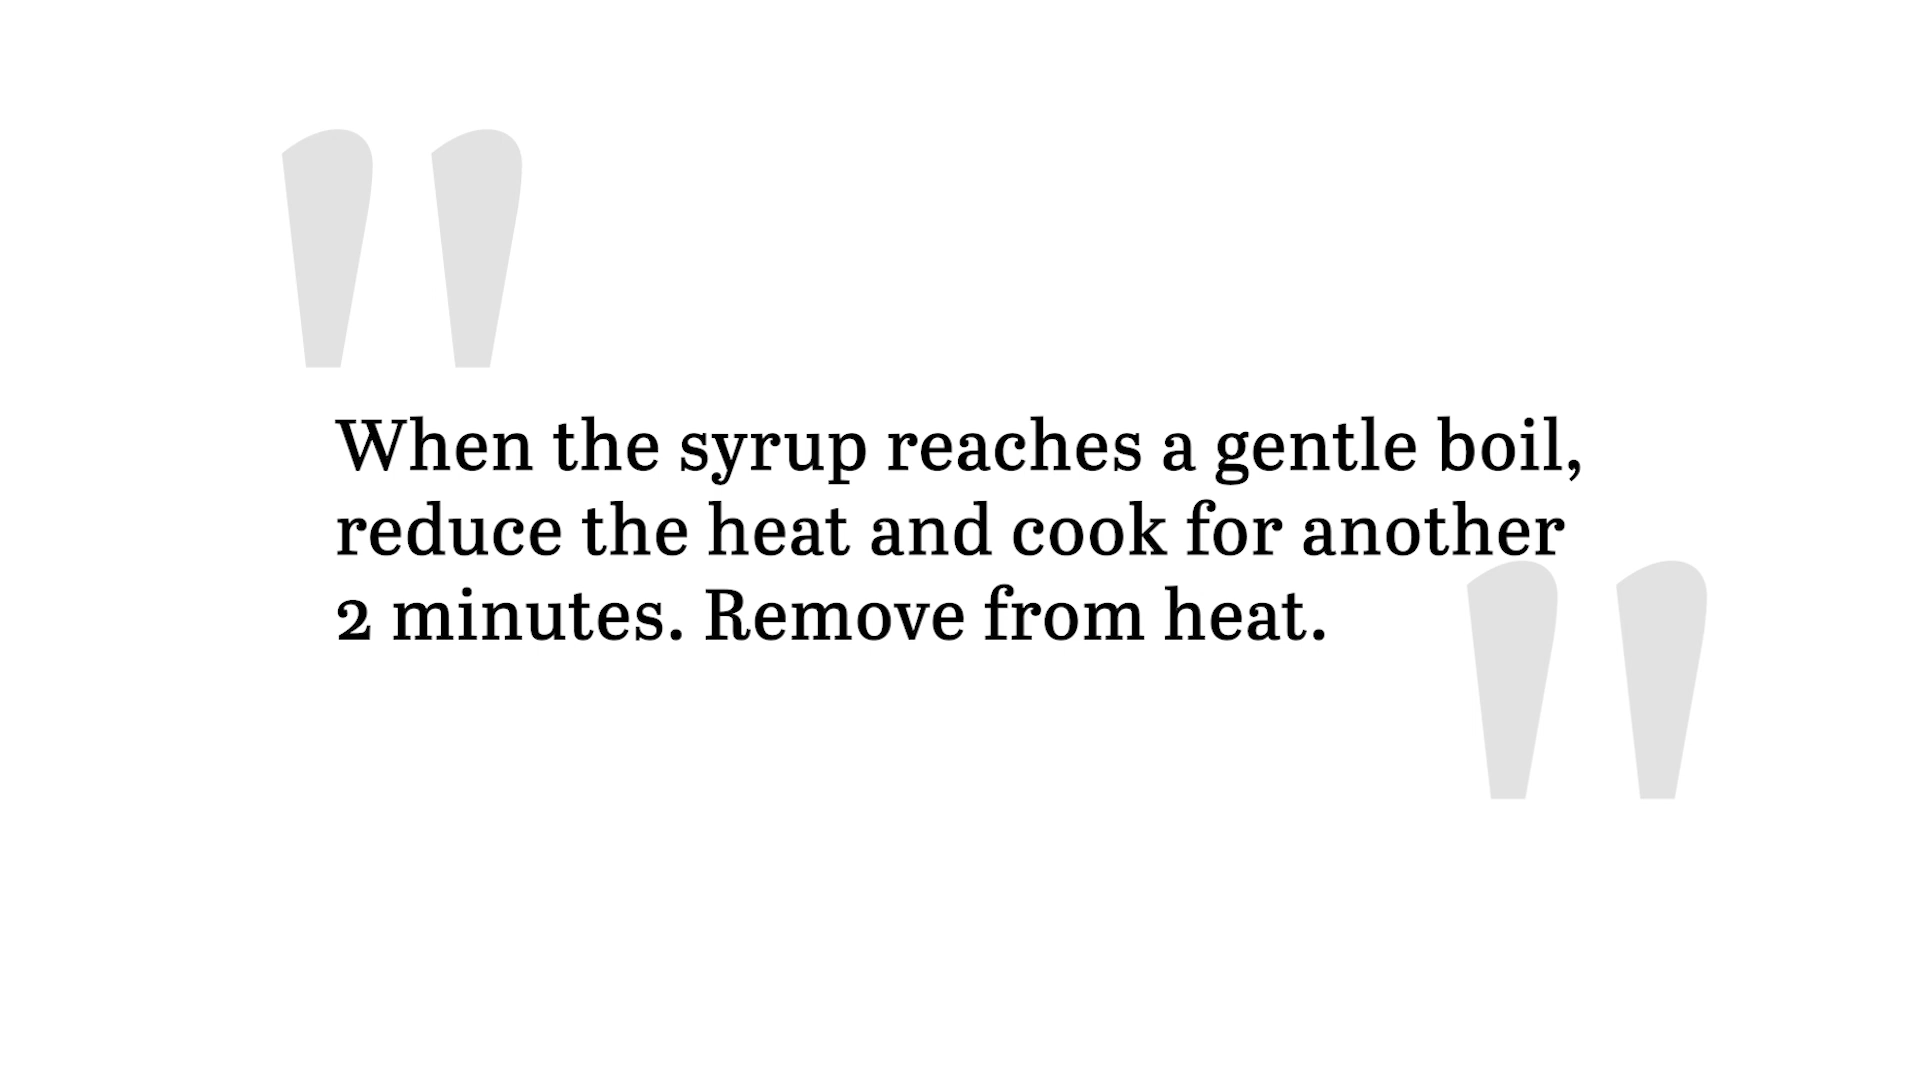 "
When the syrup reaches a gentle boil,
reduce the heat and cook for another
2 minutes. Remove from heat.
"